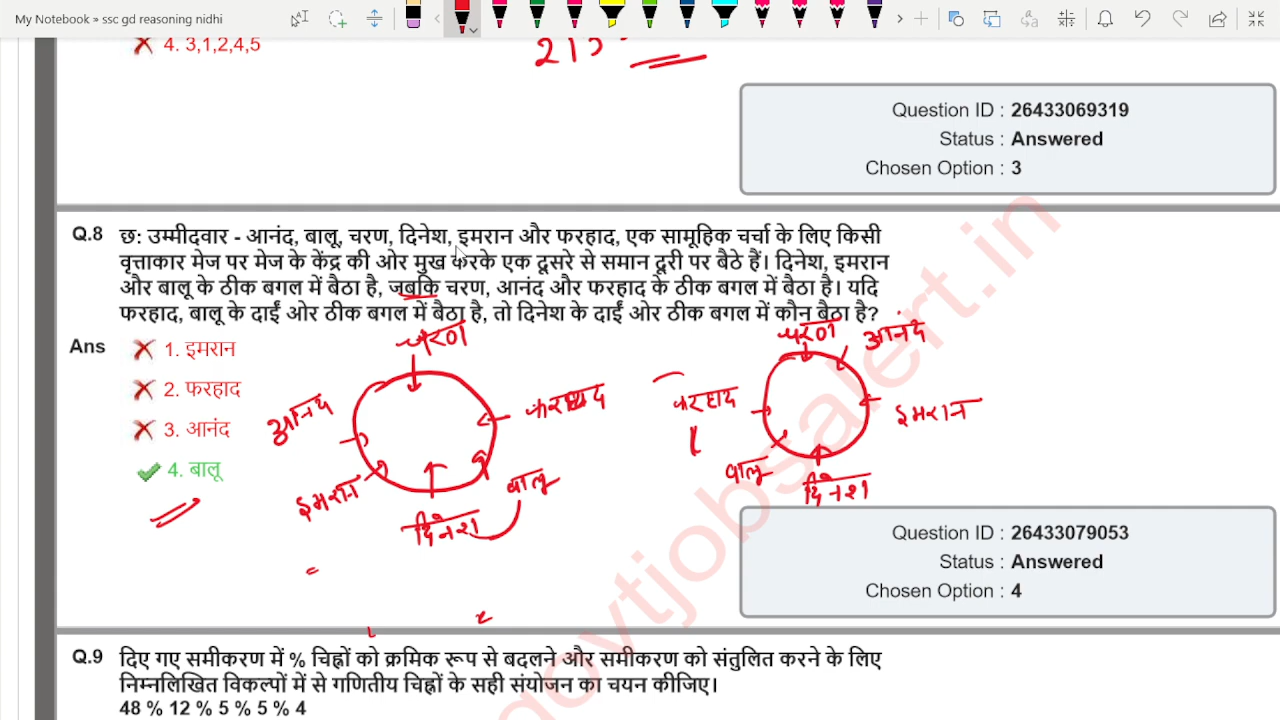 My Notebook » ssc gd reasoning nidhi
4. 3,1,2,4,5
Question ID : 26433069319
Status : Answered
Chosen Option : 3
Q.8 छ: उम्मीदवार - आनंद, बालू, चरण, दिनेश, इमरान और फरहाद, एक सामूहिक चर्चा के लिए किसी
वृत्ताकार मेज पर मेज के केंद्र की ओर मुख करके एक दूसरे से समान दूरी पर बैठे हैं। दिनेश, इमरान
और बालू के ठीक बगल में बैठा है, जबकि चरण, आनंद और फरहाद के ठीक बगल में बैठा है। यदि
फरहाद, बालू के दाईं ओर ठीक बगल में बैठा है, तो दिनेश के दाईं ओर ठीक बगल में कौन बैठा है?
Ans 1. इमरान
2. फरहाद
3. आनंद
4. बालू
चरण
आनंद
फरहाद
इमरान
बालू
दिनेश
चरण
आनंद
फरहाद
इमरान
बालू
दिनेश
govtjobsalert.in
Question ID : 26433079053
Status : Answered
Chosen Option : 4
Q.9 दिए गए समीकरण में % चिह्नों को क्रमिक रूप से बदलने और समीकरण को संतुलित करने के लिए
निम्नलिखित विकल्पों में से गणितीय चिह्नों के सही संयोजन का चयन कीजिए।
48 % 12 % 5 % 5 % 4